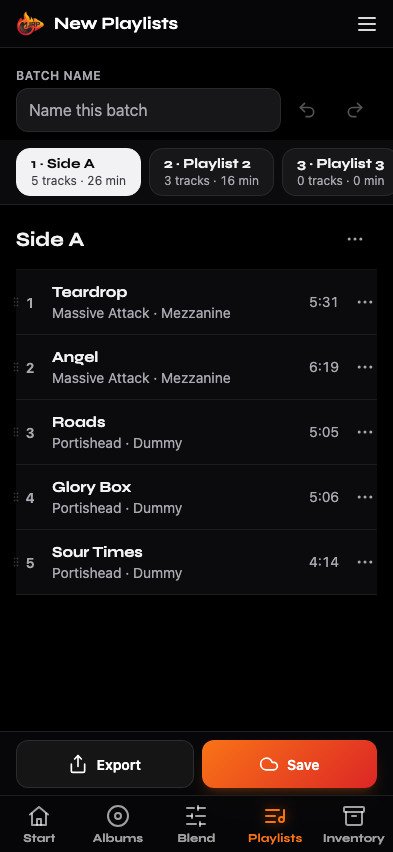 New Playlists
BATCH NAME
Name this batch
1 · Side A
5 tracks · 26 min
2 · Playlist 2
3 tracks · 16 min
3 · Playlist 3
0 tracks · 0 min
Side A
1
Teardrop
Massive Attack · Mezzanine
5:31
2
Angel
Massive Attack · Mezzanine
6:19
3
Roads
Portishead · Dummy
5:05
4
Glory Box
Portishead · Dummy
5:06
5
Sour Times
Portishead · Dummy
4:14
Export
Save
Start
Albums
Blend
Playlists
Inventory